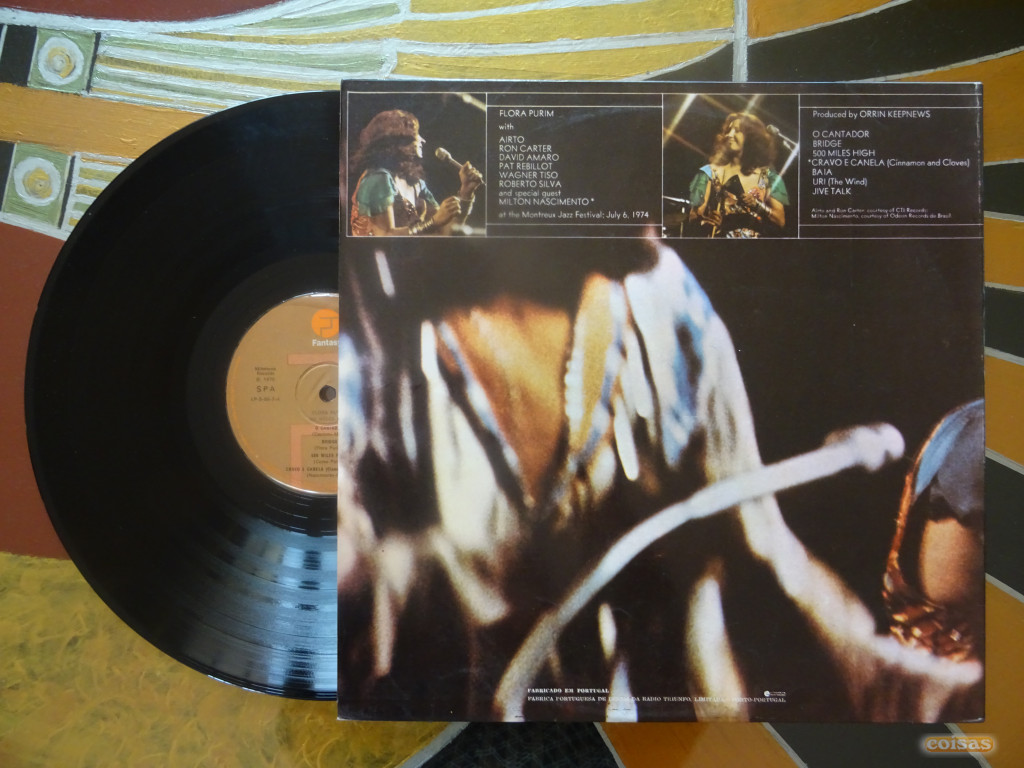 FLORA PURIM
with
AIRTO
RON CARTER
DAVID AMARO
PAT REBILLOT
WAGNER TISO
ROBERTO SILVA
and special guest
MILTON NASCIMENTO *
at the Montreux Jazz Festival; July 6, 1974
Produced by ORRIN KEEPNEWS
O CANTADOR
BRIDGE
500 MILES HIGH
*CRAVO E CANELA (Cinnamon and Cloves)
BAIA
URI (The Wind)
JIVE TALK
Airto and Ron Carter: courtesy of CTI Records;
Milton Nascimento, courtesy of Odeon Records do Brasil.
Fantas
SPA
FABRICADO EM PORTUGAL
FABRICA PORTUGUESA DE DISCOS DA RADIO TRIUNFO, LIMITADA PORTO-PORTUGAL
coisas